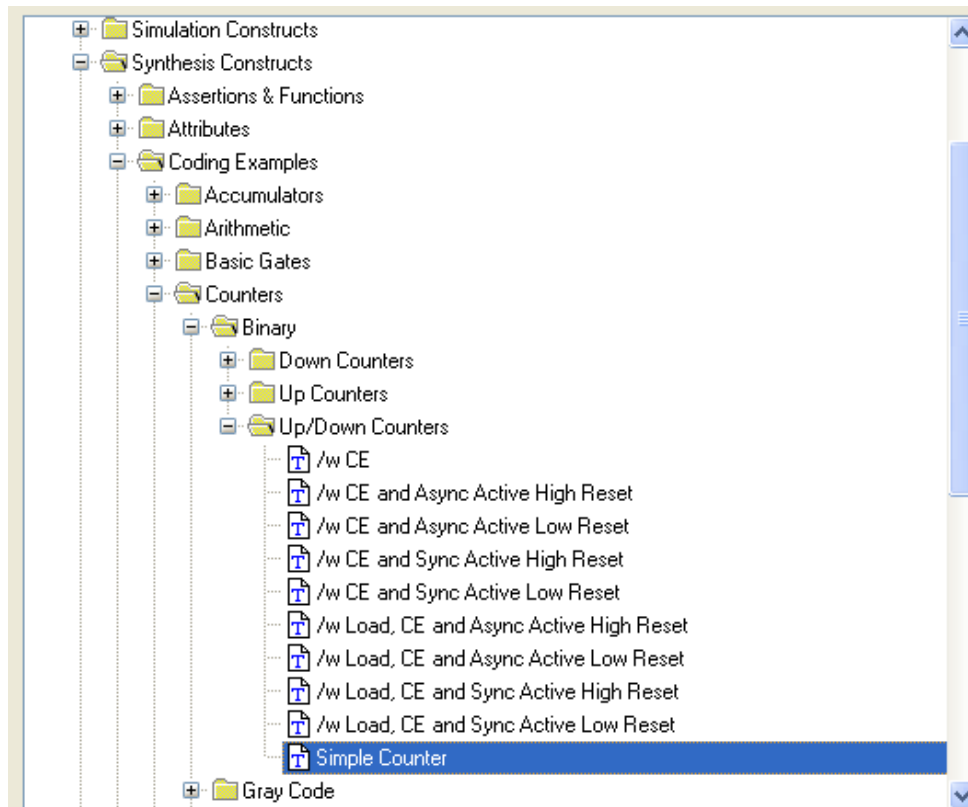 Simulation Constructs
Synthesis Constructs
Assertions & Functions
Attributes
Coding Examples
Accumulators
Arithmetic
Basic Gates
Counters
Binary
Down Counters
Up Counters
Up/Down Counters
/w CE
/w CE and Async Active High Reset
/w CE and Async Active Low Reset
/w CE and Sync Active High Reset
/w CE and Sync Active Low Reset
/w Load, CE and Async Active High Reset
/w Load, CE and Async Active Low Reset
/w Load, CE and Sync Active High Reset
/w Load, CE and Sync Active Low Reset
Simple Counter
Gray Code